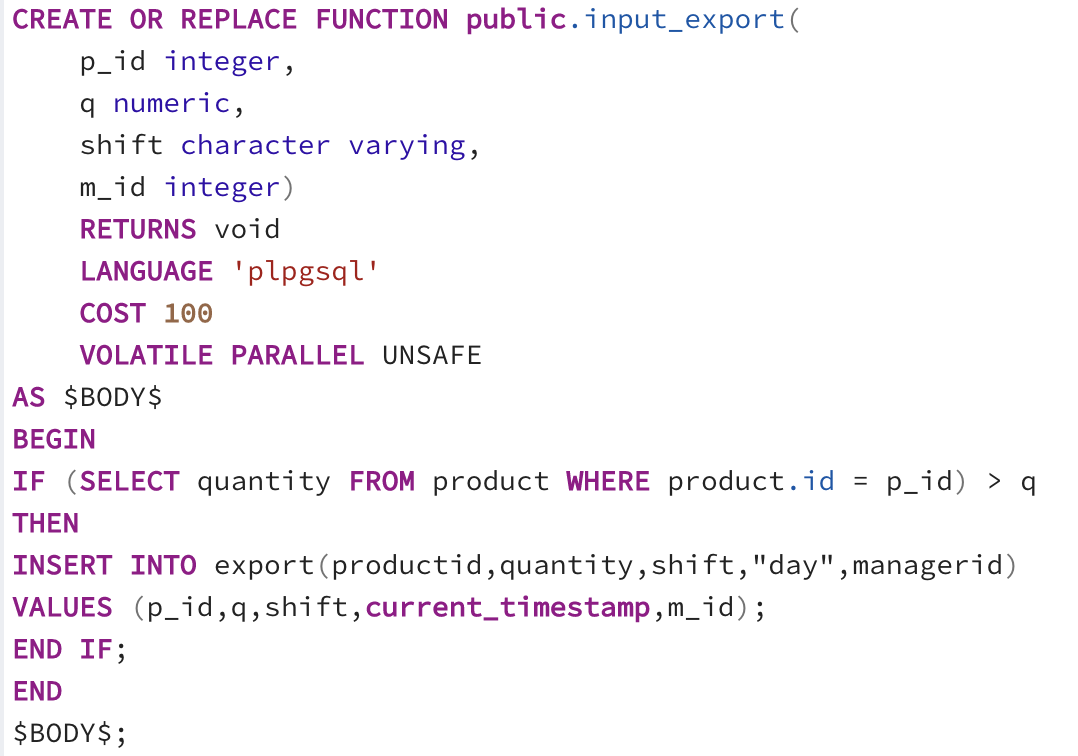 CREATE OR REPLACE FUNCTION public.input_export(
    p_id integer,
    q numeric,
    shift character varying,
    m_id integer)
    RETURNS void
    LANGUAGE 'plpgsql'
    COST 100
    VOLATILE PARALLEL UNSAFE
AS $BODY$
BEGIN
IF (SELECT quantity FROM product WHERE product.id = p_id) > q
THEN
INSERT INTO export(productid,quantity,shift,"day",managerid)
VALUES (p_id,q,shift,current_timestamp,m_id);
END IF;
END
$BODY$;